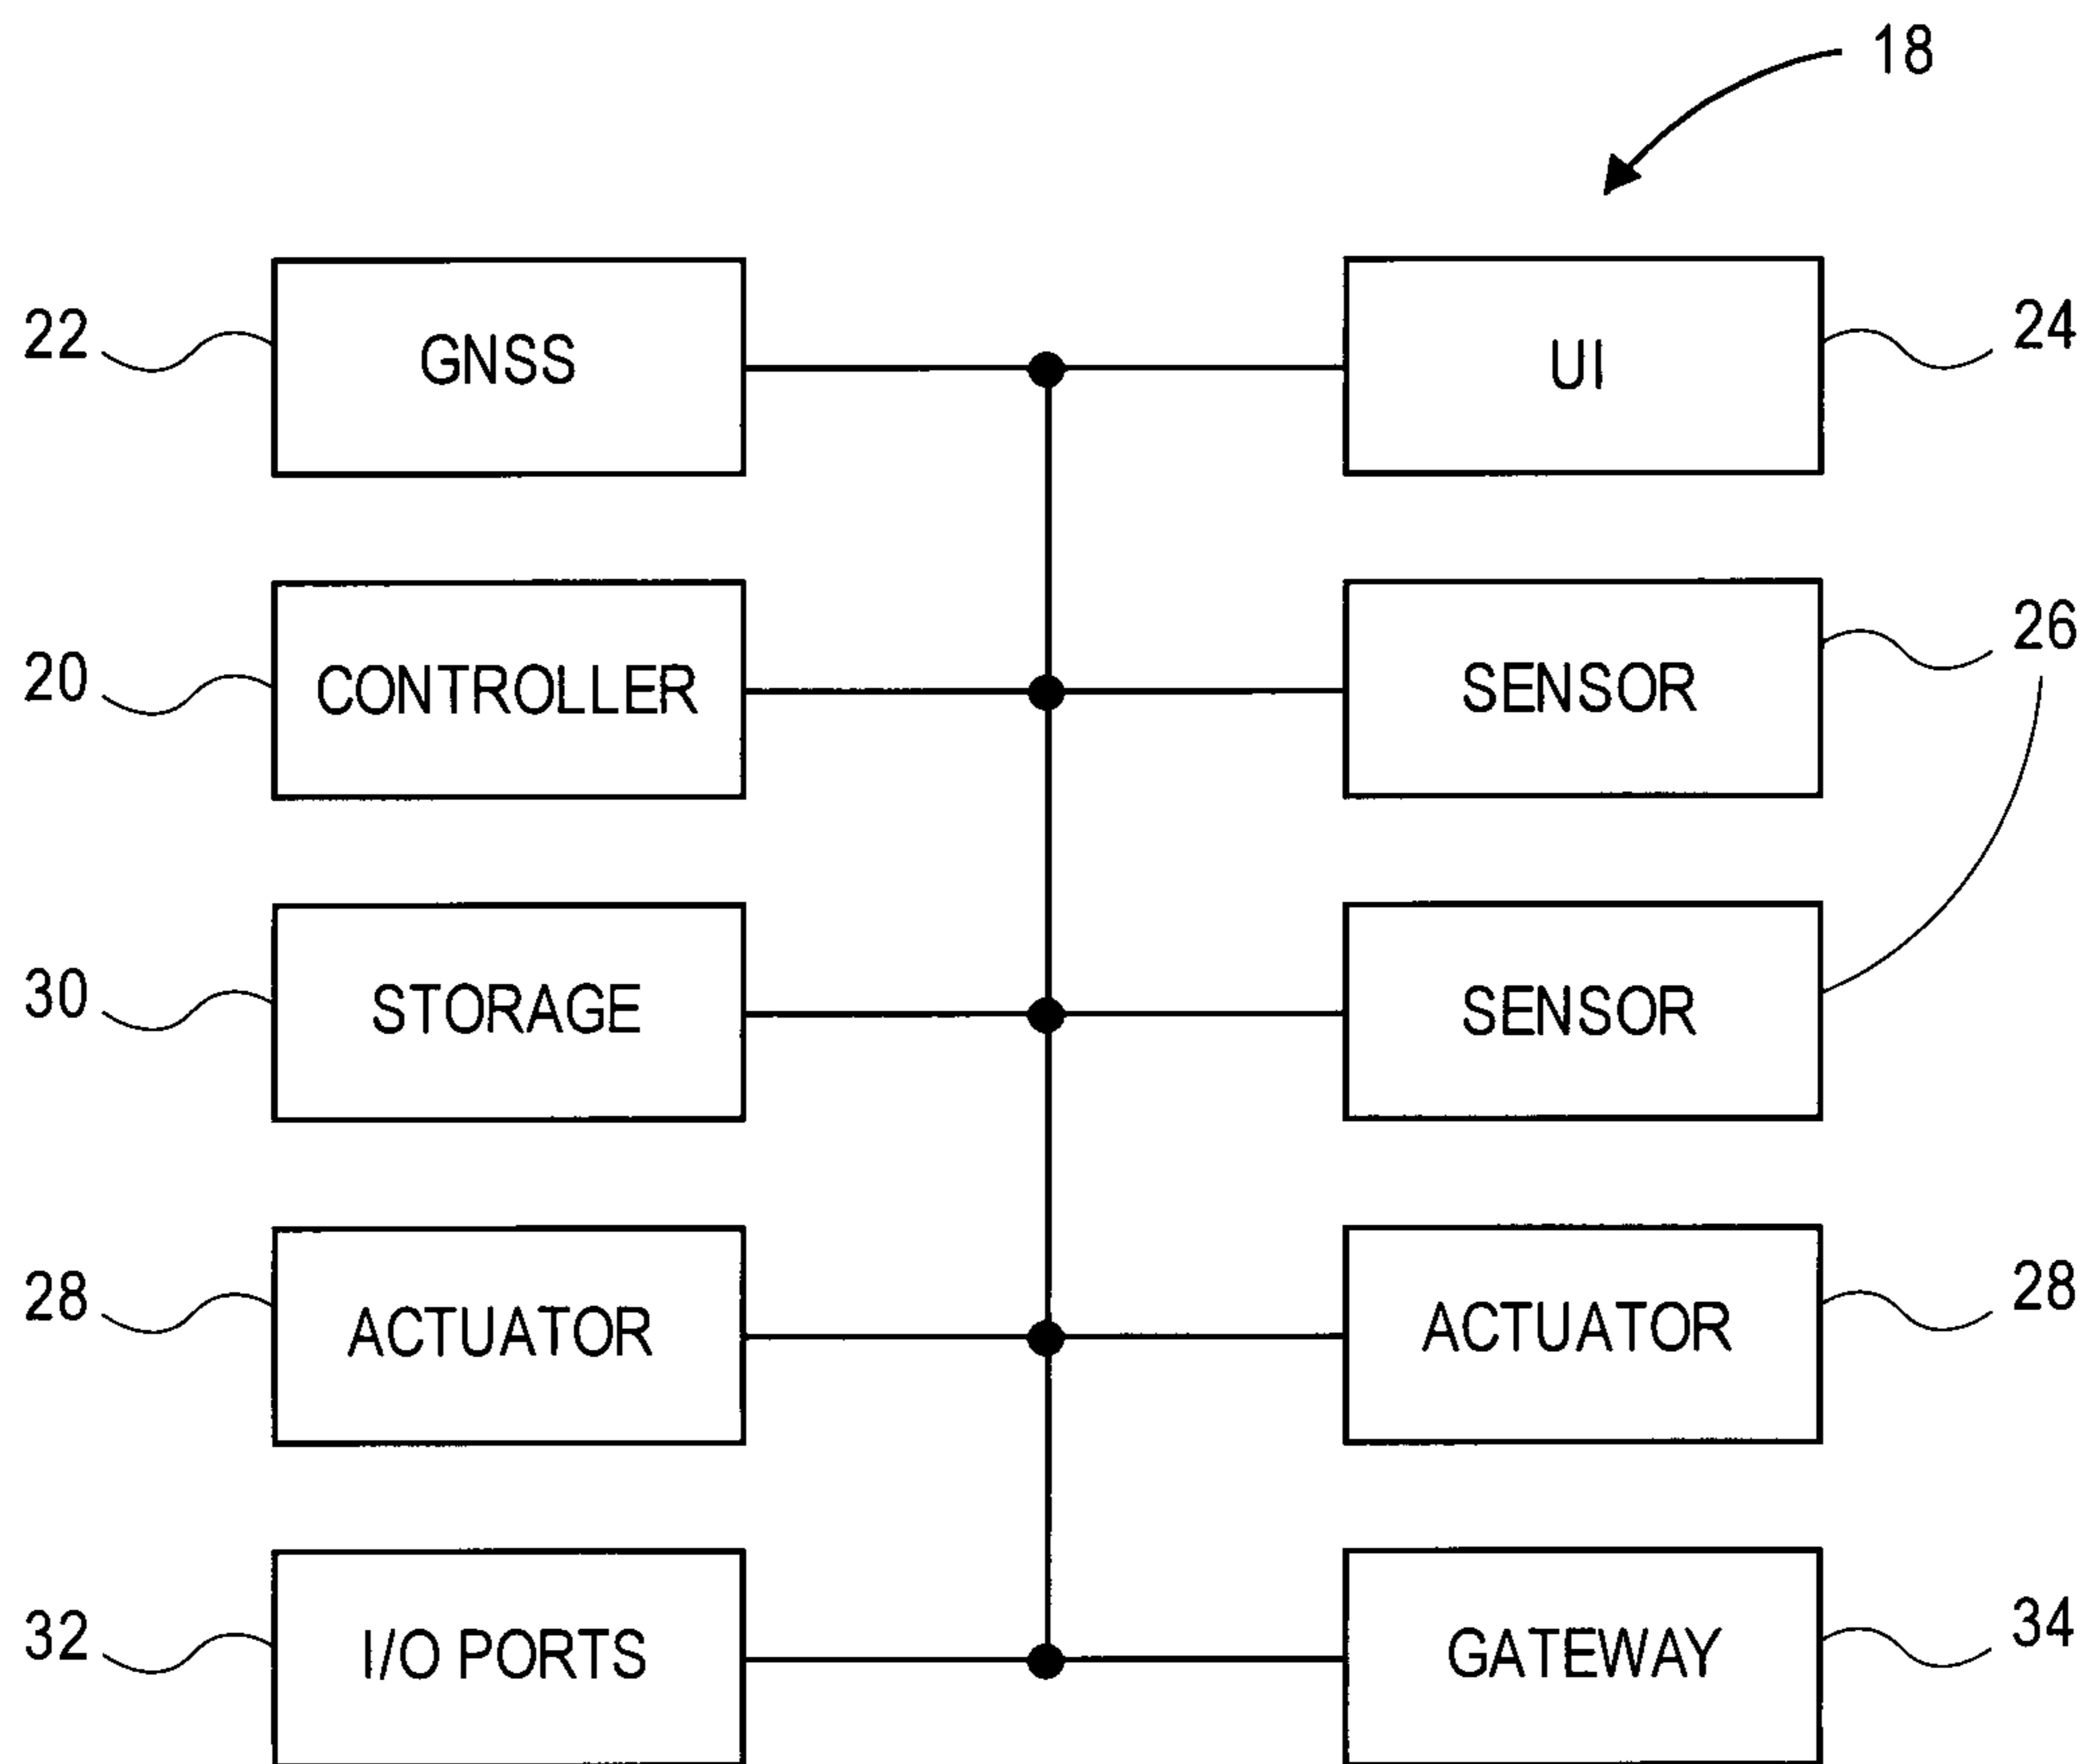 18
22 GNSS UI 24
20 CONTROLLER SENSOR 26
30 STORAGE SENSOR
28 ACTUATOR ACTUATOR 28
32 I/O PORTS GATEWAY 34